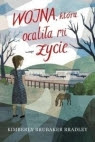 WOJNA, która
ocaliła mi
życie
KIMBERLY BRUBAKER BRADLEY